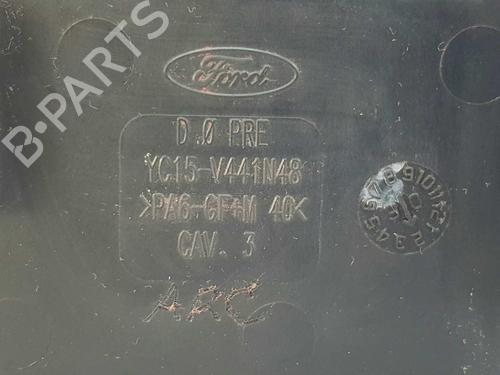 B-PARTS
Ford
D.Ø PRE
YC15-V441N48
>PA6-GF+M 40<
CAV. 3
ARC